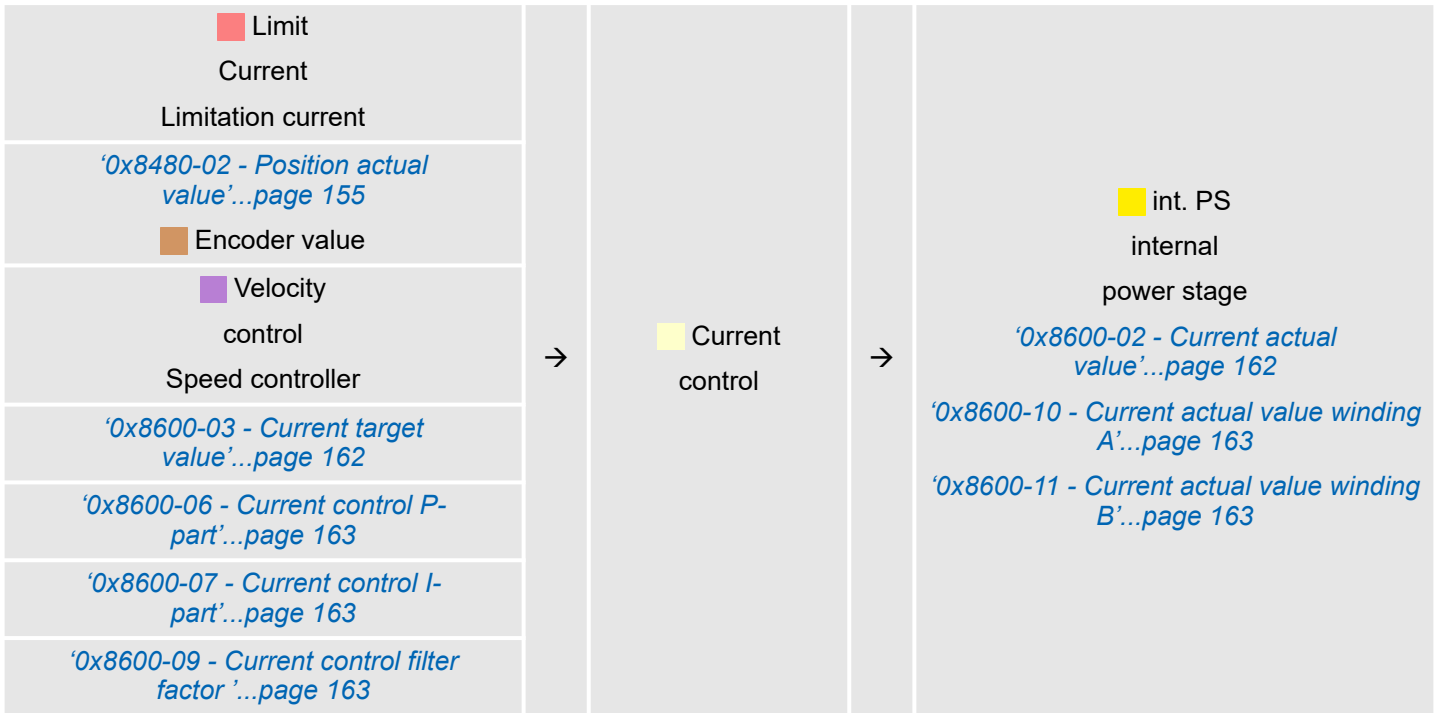 Limit
Current
Limitation current
‘0x8480-02 - Position actual
value’...page 155
Encoder value
Velocity
control
Speed controller
‘0x8600-03 - Current target
value’...page 162
‘0x8600-06 - Current control P-
part’...page 163
‘0x8600-07 - Current control I-
part’...page 163
‘0x8600-09 - Current control filter
factor ’...page 163
→
Current
control
→
int. PS
internal
power stage
‘0x8600-02 - Current actual
value’...page 162
‘0x8600-10 - Current actual value winding
A’...page 163
‘0x8600-11 - Current actual value winding
B’...page 163